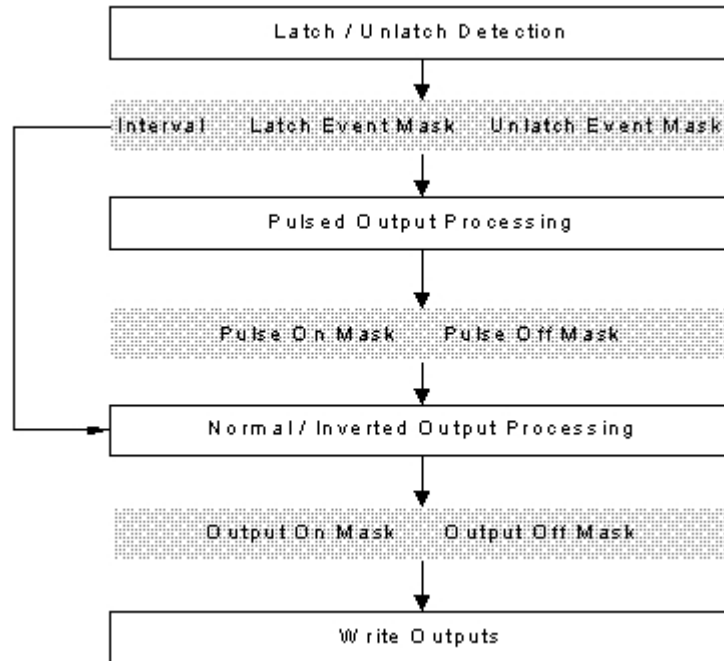 Latch / Unlatch Detection
Interval Latch Event Mask Unlatch Event Mask
Pulsed Output Processing
Pulse On Mask Pulse Off Mask
Normal / Inverted Output Processing
Output On Mask Output Off Mask
Write Outputs